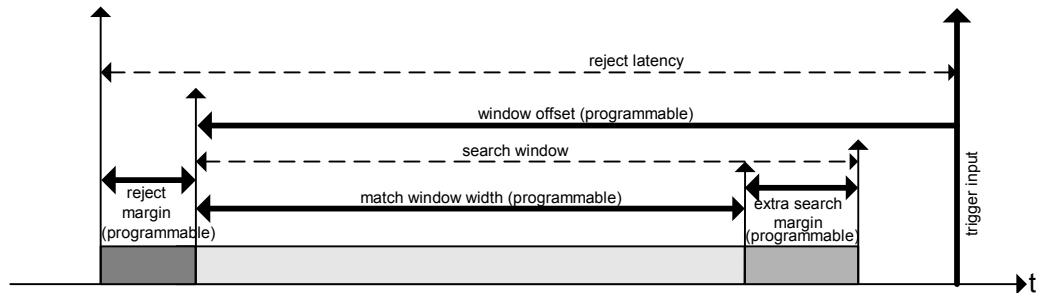 reject latency
window offset (programmable)
search window
reject
margin
(programmable)
match window width (programmable)
extra search
margin
(programmable)
trigger input
t